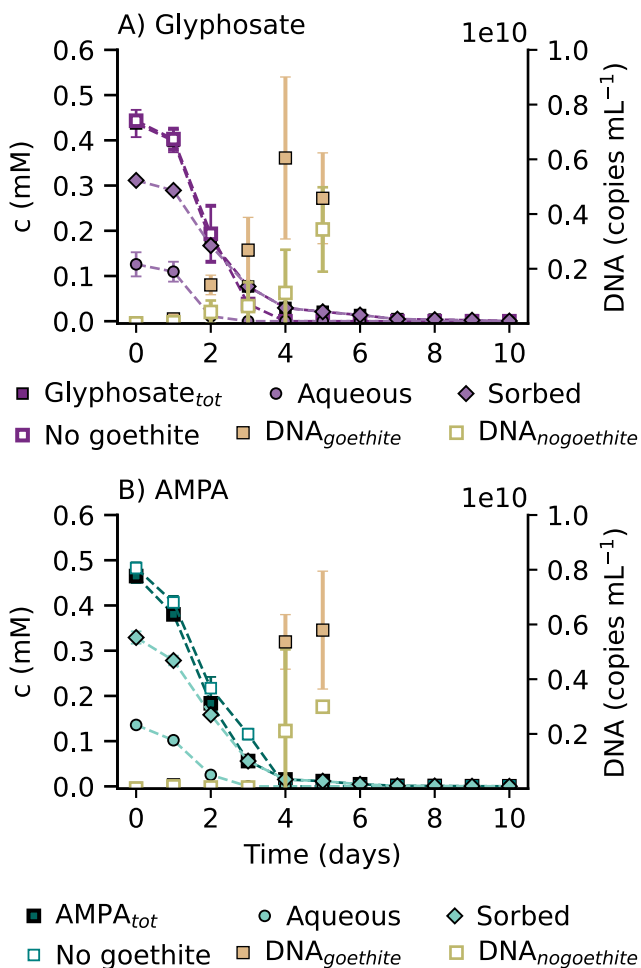 A) Glyphosate
1e10
0.6
0.5
0.4
0.3
0.2
0.1
0.0
c (mM)
1.0
0.8
0.6
0.4
0.2
DNA (copies mL⁻¹)
0 2 4 6 8 10
Glyphosate_tot Aqueous Sorbed
No goethite DNA_goethite DNA_nogoethite
B) AMPA
1e10
0.6
0.5
0.4
0.3
0.2
0.1
0.0
c (mM)
1.0
0.8
0.6
0.4
0.2
DNA (copies mL⁻¹)
0 2 4 6 8 10
Time (days)
AMPA_tot Aqueous Sorbed
No goethite DNA_goethite DNA_nogoethite